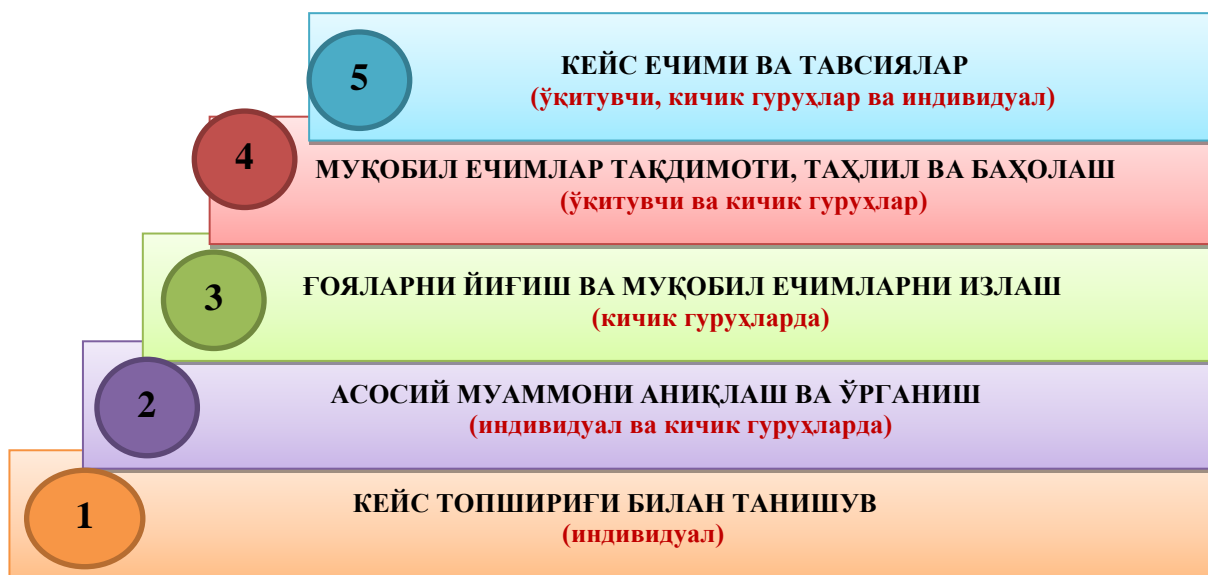 5
КЕЙС ЕЧИМИ ВА ТАВСИЯЛАР
(ўқитувчи, кичик гуруҳлар ва индивидуал)
4
МУҚОБИЛ ЕЧИМЛАР ТАҚДИМОТИ, ТАҲЛИЛ ВА БАҲОЛАШ
(ўқитувчи ва кичик гуруҳлар)
3
ҒОЯЛАРНИ ЙИҒИШ ВА МУҚОБИЛ ЕЧИМЛАРНИ ИЗЛАШ
(кичик гуруҳларда)
2
АСОСИЙ МУАММОНИ АНИҚЛАШ ВА ЎРГАНИШ
(индивидуал ва кичик гуруҳларда)
1
КЕЙС ТОПШИРИҒИ БИЛАН ТАНИШУВ
(индивидуал)